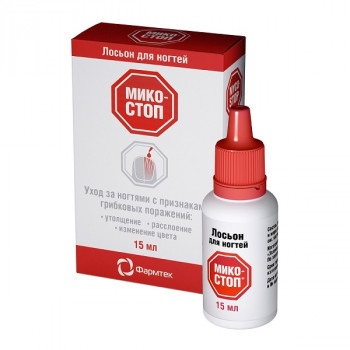 Лосьон для ногтей
МИКО-
СТОП
Уход за ногтями с признаками
грибковых поражений:
• утолщение • расслоение
• изменение цвета
15 мл
Фармтек
Лосьон
для ногтей
МИКО-
СТОП
15 мл